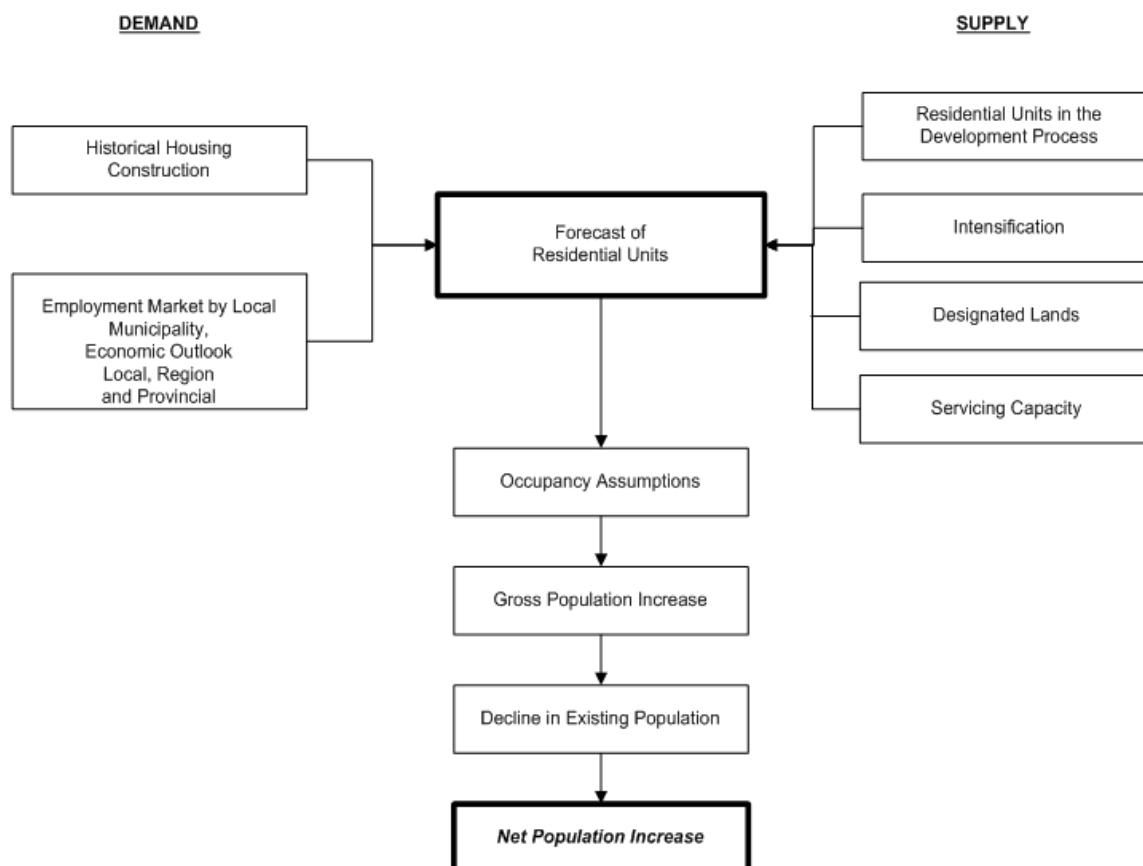 DEMAND
SUPPLY
Historical Housing
Construction
Employment Market by Local
Municipality,
Economic Outlook
Local, Region
and Provincial
Forecast of
Residential Units
Residential Units in the
Development Process
Intensification
Designated Lands
Servicing Capacity
Occupancy Assumptions
Gross Population Increase
Decline in Existing Population
Net Population Increase